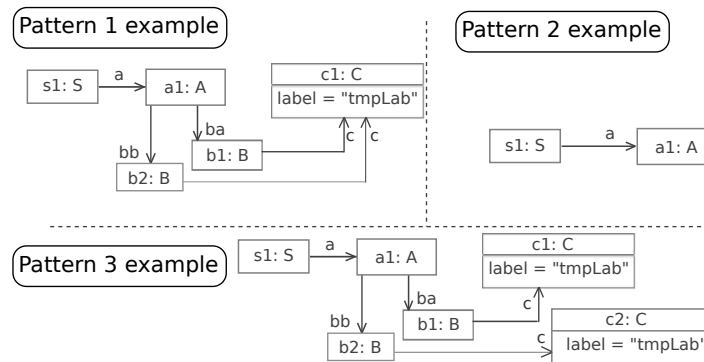 Pattern 1 example
s1: S
a
a1: A
c1: C
label = "tmpLab"
ba
c
c
bb
b1: B
b2: B
Pattern 2 example
s1: S
a
a1: A
Pattern 3 example
s1: S
a
a1: A
c1: C
label = "tmpLab"
ba
c
bb
b1: B
c2: C
b2: B
c
label = "tmpLab"